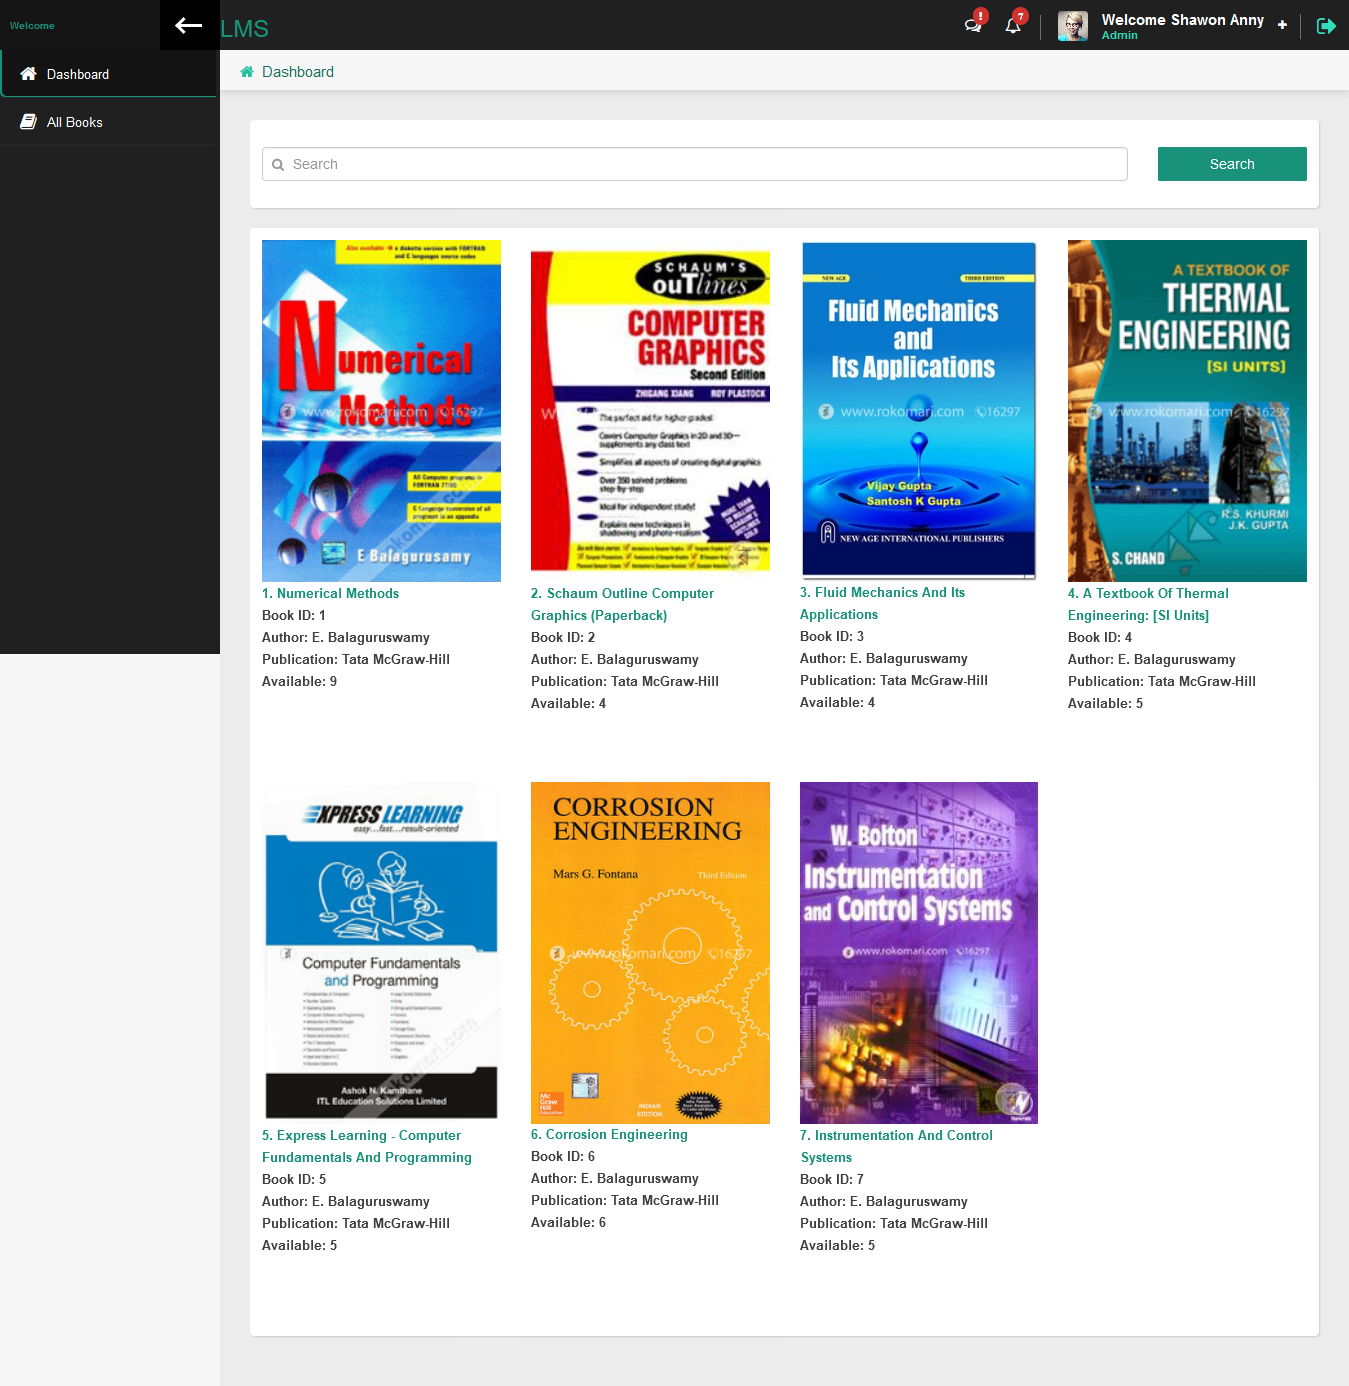 Welcome
LMS
!
7
Welcome Shawon Anny
Admin
Dashboard
All Books
Dashboard
Search
Search
Also available a diskette version with FORTRAN
and C languages source codes
Numerical
Methods
www.rokomari.com 16297
All Computer programs in
FORTRAN 77/90
C language conversion of all
programs in an appendix
E Balagurusamy
1. Numerical Methods
Book ID: 1
Author: E. Balaguruswamy
Publication: Tata McGraw-Hill
Available: 9
SCHAUM'S
ouTlines
COMPUTER
GRAPHICS
Second Edition
ZHIGANG XIANG ROY PLASTOCK
The perfect aid for higher grades!
Covers Computer Graphics in 2D and 3D—
supplements any class text
Simplifies all aspects of creating digital graphics
Over 350 solved problems
step-by-step
Ideal for independent study!
Explains new techniques in
shadowing and photo-realism
MORE THAN
30 MILLION
SCHAUM'S
OUTLINES
SOLD
2. Schaum Outline Computer
Graphics (Paperback)
Book ID: 2
Author: E. Balaguruswamy
Publication: Tata McGraw-Hill
Available: 4
NEW AGE THIRD EDITION
Fluid Mechanics
and
Its Applications
www.rokomari.com 16297
Vijay Gupta
Santosh K Gupta
NEW AGE INTERNATIONAL PUBLISHERS
3. Fluid Mechanics And Its
Applications
Book ID: 3
Author: E. Balaguruswamy
Publication: Tata McGraw-Hill
Available: 4
A TEXTBOOK OF
THERMAL
ENGINEERING
[SI UNITS]
www.rokomari.com 16297
R.S. KHURMI
J.K. GUPTA
S. CHAND
4. A Textbook Of Thermal
Engineering: [SI Units]
Book ID: 4
Author: E. Balaguruswamy
Publication: Tata McGraw-Hill
Available: 5
EXPRESS LEARNING
easy...fast...result-oriented
Computer Fundamentals
and Programming
Ashok N. Kamthane
ITL Education Solutions Limited
5. Express Learning - Computer
Fundamentals And Programming
Book ID: 5
Author: E. Balaguruswamy
Publication: Tata McGraw-Hill
Available: 5
CORROSION
ENGINEERING
Mars G. Fontana Third Edition
www.rokomari.com 16297
Mc
Graw
Hill
Education
INDIAN
EDITION
6. Corrosion Engineering
Book ID: 6
Author: E. Balaguruswamy
Publication: Tata McGraw-Hill
Available: 6
W. Bolton
Instrumentation
and Control Systems
www.rokomari.com 16297
7. Instrumentation And Control
Systems
Book ID: 7
Author: E. Balaguruswamy
Publication: Tata McGraw-Hill
Available: 5